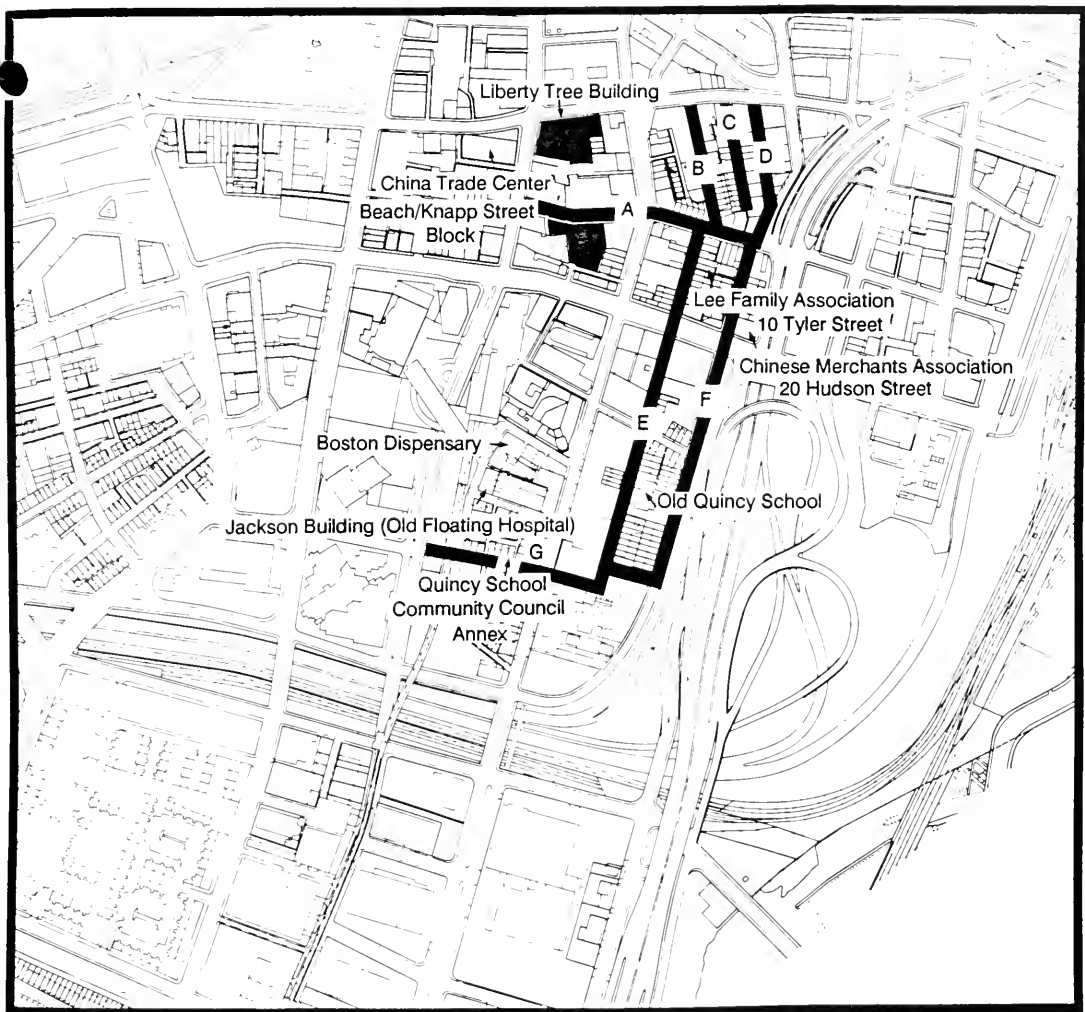 Liberty Tree Building
C
B
D
China Trade Center
Beach/Knapp Street
Block
A
Lee Family Association
10 Tyler Street
Chinese Merchants Association
20 Hudson Street
F
E
Boston Dispensary
Old Quincy School
Jackson Building (Old Floating Hospital)
G
Quincy School
Community Council
Annex